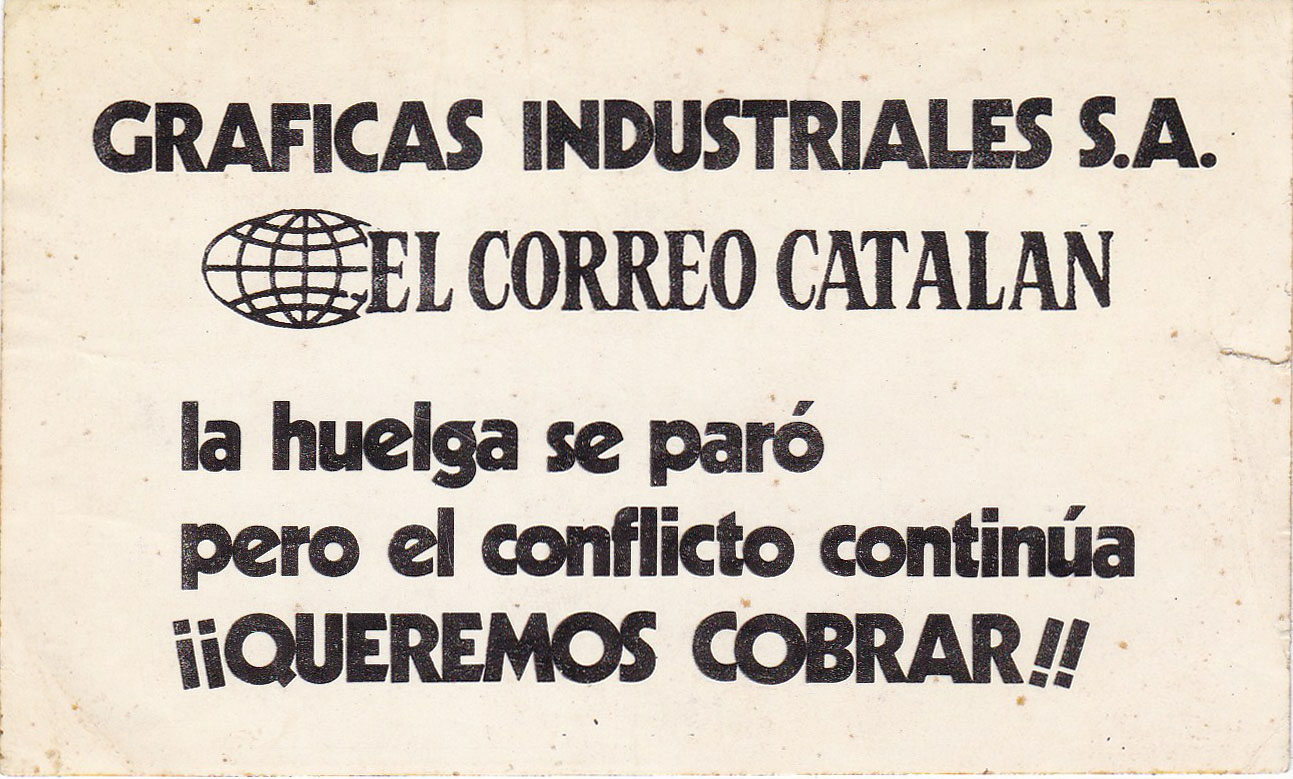 GRAFICAS INDUSTRIALES S.A.
EL CORREO CATALAN
la huelga se paró
pero el conflicto continúa
¡¡QUEREMOS COBRAR!!